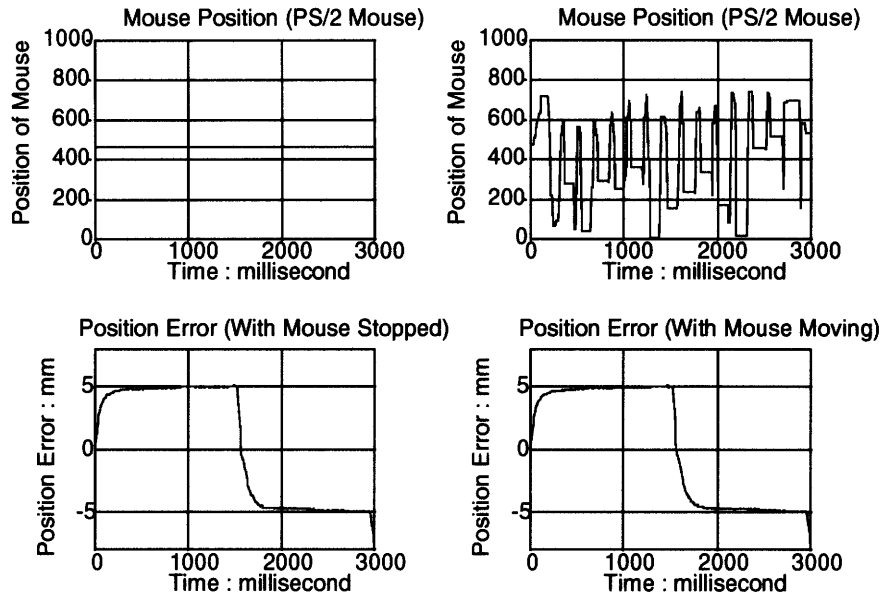 Mouse Position (PS/2 Mouse)
Position of Mouse
1000
800
600
400
200
0
0 1000 2000 3000
Time : millisecond
Mouse Position (PS/2 Mouse)
Position of Mouse
1000
800
600
400
200
0
0 1000 2000 3000
Time : millisecond
Position Error (With Mouse Stopped)
Position Error : mm
5
0
-5
0 1000 2000 3000
Time : millisecond
Position Error (With Mouse Moving)
Position Error : mm
5
0
-5
0 1000 2000 3000
Time : millisecond